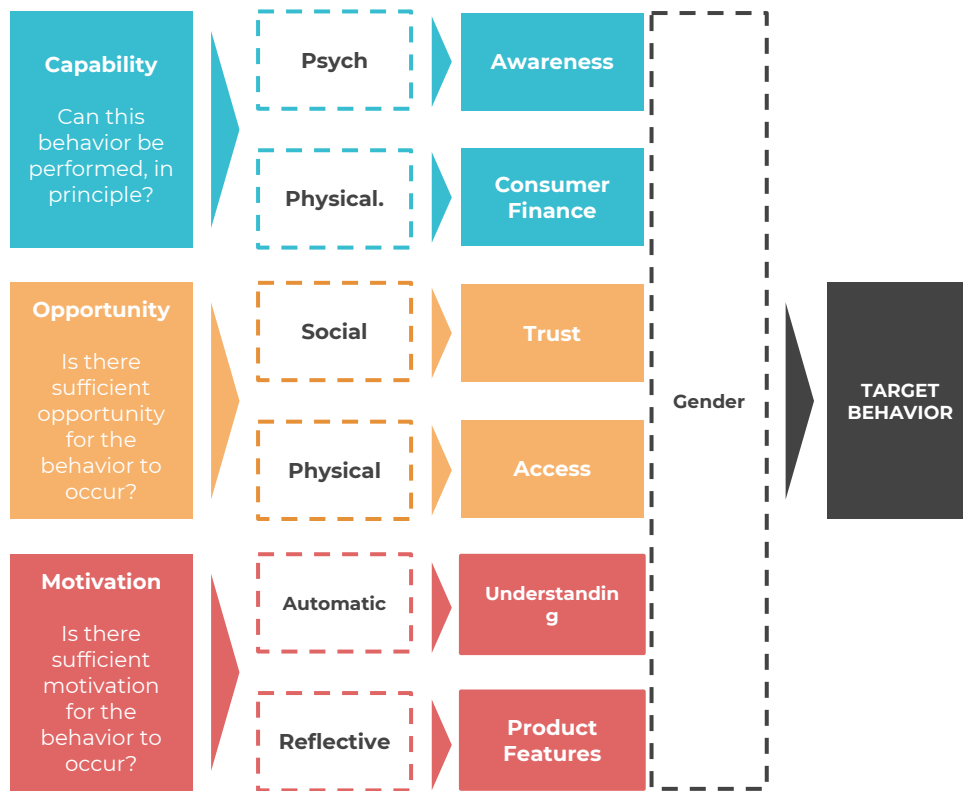 Capability
Can this
behavior be
performed, in
principle?
Psych
Awareness
Physical.
Consumer
Finance
Opportunity
Is there
sufficient
opportunity
for the
behavior to
occur?
Social
Trust
Physical
Access
Motivation
Is there
sufficient
motivation
for the
behavior to
occur?
Automatic
Understandin
g
Reflective
Product
Features
Gender
TARGET
BEHAVIOR